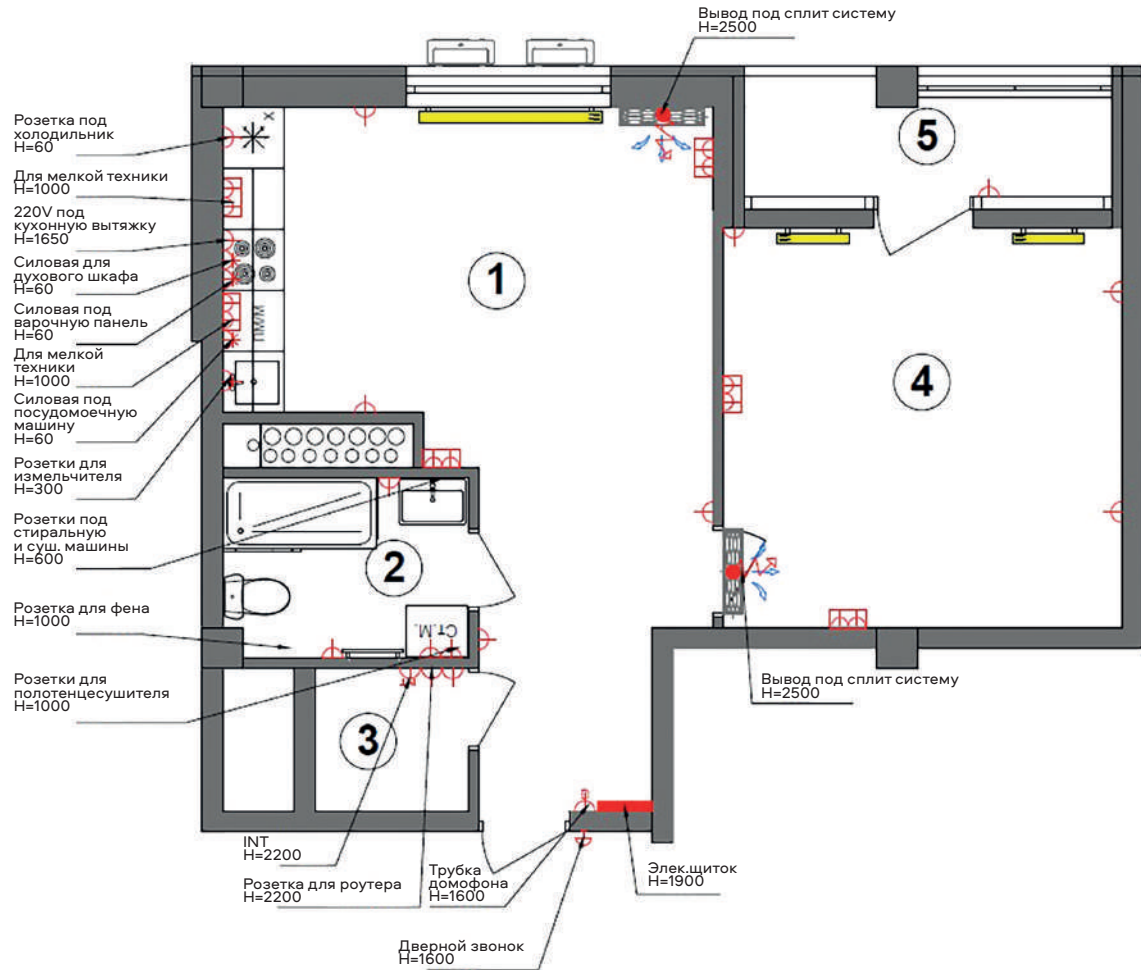 Вывод под сплит систему
H=2500
Розетка под
холодильник
H=60
Для мелкой техники
H=1000
220V под
кухонную вытяжку
H=1650
Силовая для
духового шкафа
H=60
Силовая под
варочную панель
H=60
Для мелкой
техники
H=1000
Силовая под
посудомоечную
машину
H=60
Розетки для
измельчителя
H=300
Розетки под
стиральную
и суш. машины
H=600
Розетка для фена
H=1000
Розетки для
полотенцесушителя
H=1000
X
ПММ
1
2
3
4
5
Ст.М.
Вывод под сплит систему
H=2500
INT
H=2200
Розетка для роутера
H=2200
Трубка
домофона
H=1600
Элек.щиток
H=1900
Дверной звонок
H=1600